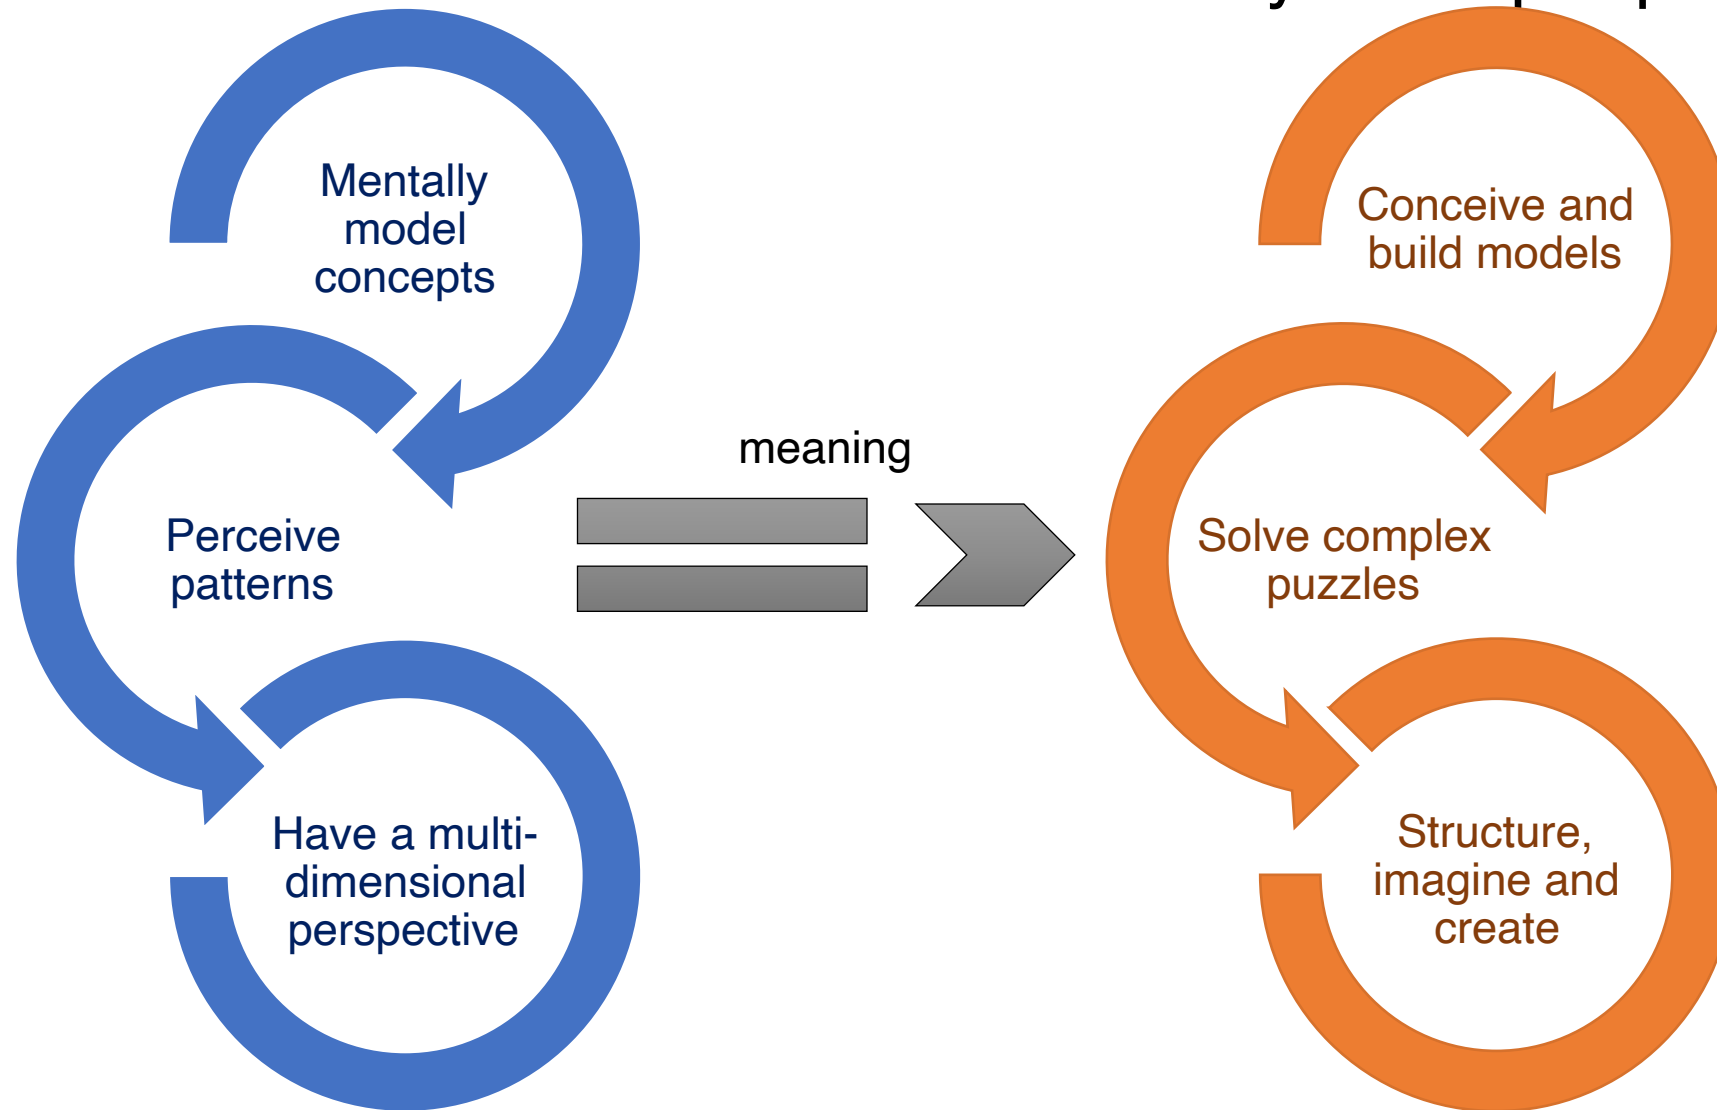 Mentally
model
concepts
Perceive
patterns
Have a multi-
dimensional
perspective
meaning
Conceive and
build models
Solve complex
puzzles
Structure,
imagine and
create